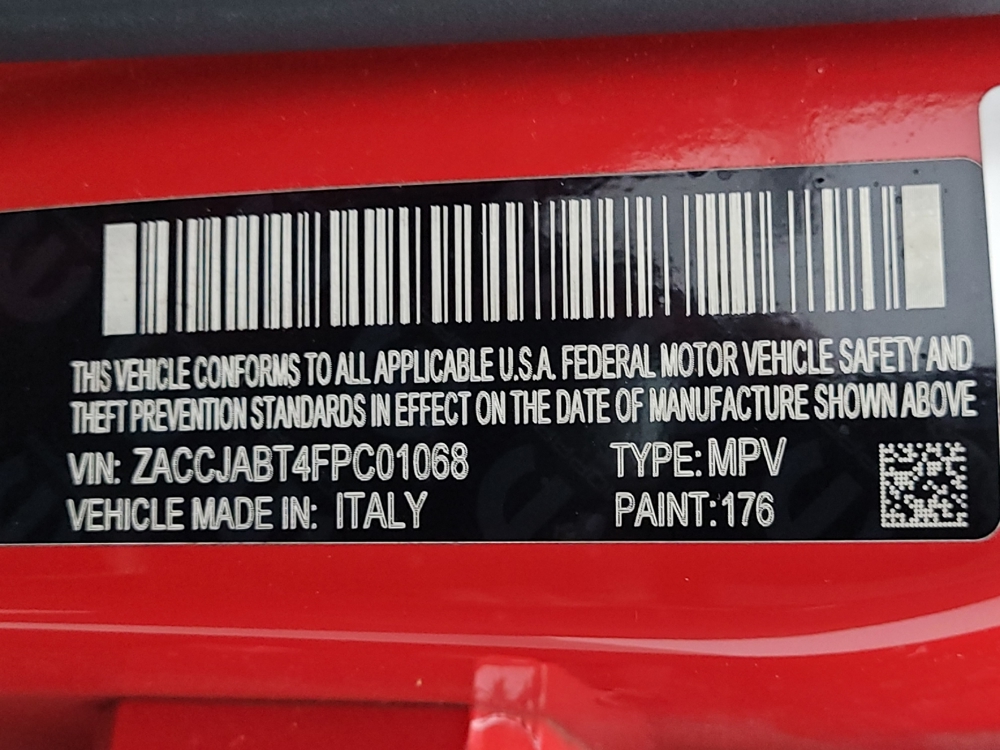 THIS VEHICLE CONFORMS TO ALL APPLICABLE U.S.A. FEDERAL MOTOR VEHICLE SAFETY AND
THEFT PREVENTION STANDARDS IN EFFECT ON THE DATE OF MANUFACTURE SHOWN ABOVE
VIN: ZACCJABT4FPC01068 TYPE: MPV
VEHICLE MADE IN: ITALY PAINT: 176